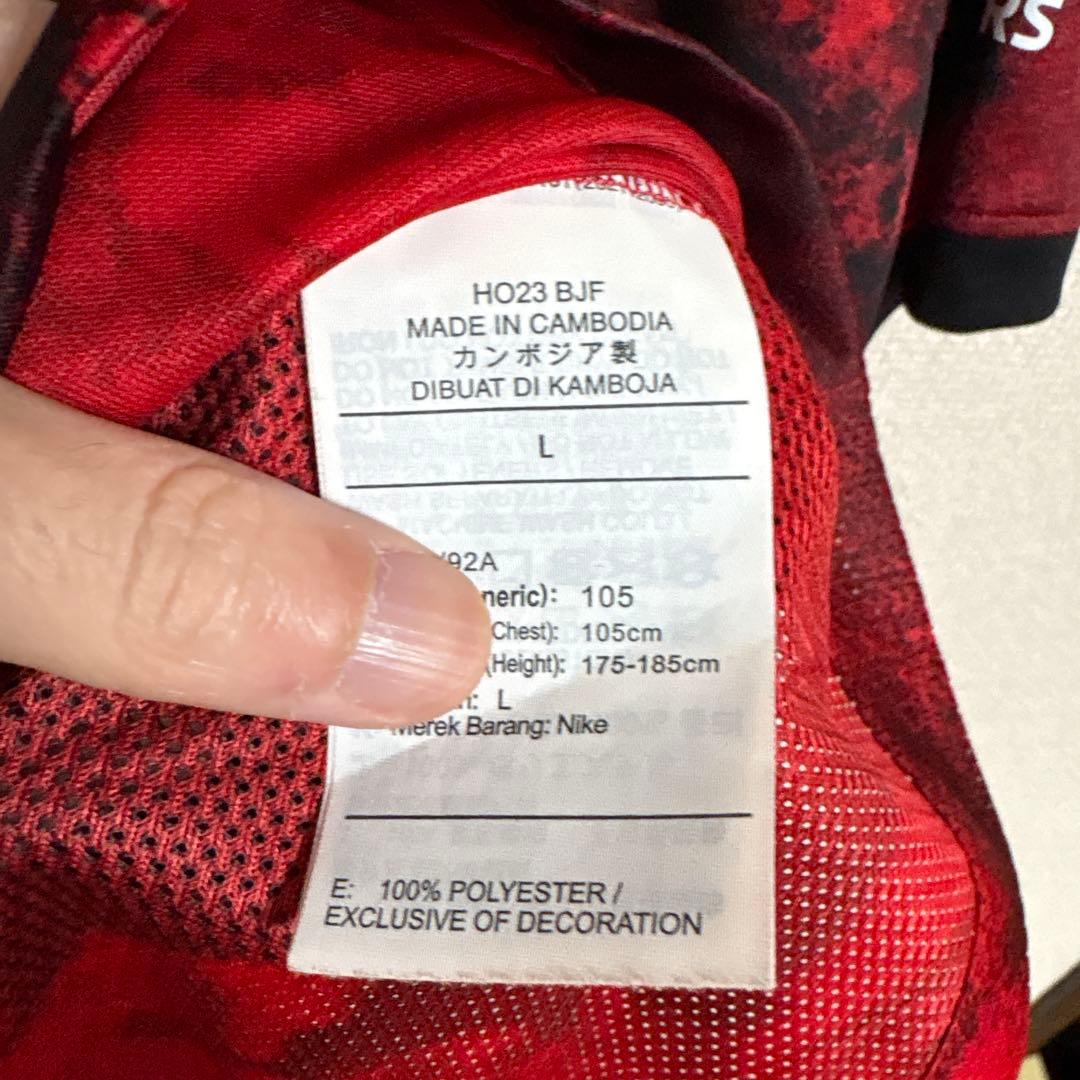 RS
HO23 BJF
MADE IN CAMBODIA
カンボジア製
DIBUAT DI KAMBOJA
L
/92A
neric): 105
Chest): 105cm
(Height): 175-185cm
: L
Merek Barang: Nike
E: 100% POLYESTER /
EXCLUSIVE OF DECORATION